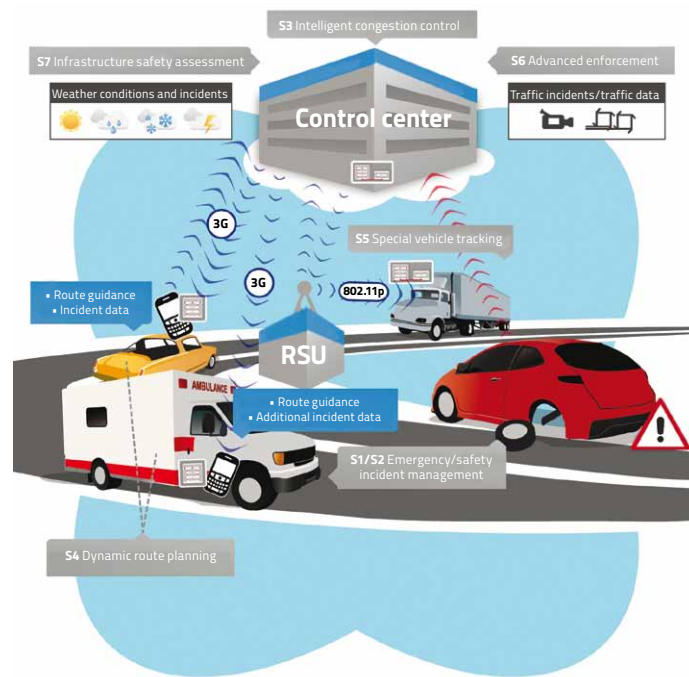 S3 Intelligent congestion control
S7 Infrastructure safety assessment
S6 Advanced enforcement
Weather conditions and incidents
Traffic incidents/traffic data
Control center
3G
S5 Special vehicle tracking
3G
802.11p
• Route guidance
• Incident data
RSU
AMBULANCE
• Route guidance
• Additional incident data
S1/S2 Emergency/safety
incident management
S4 Dynamic route planning